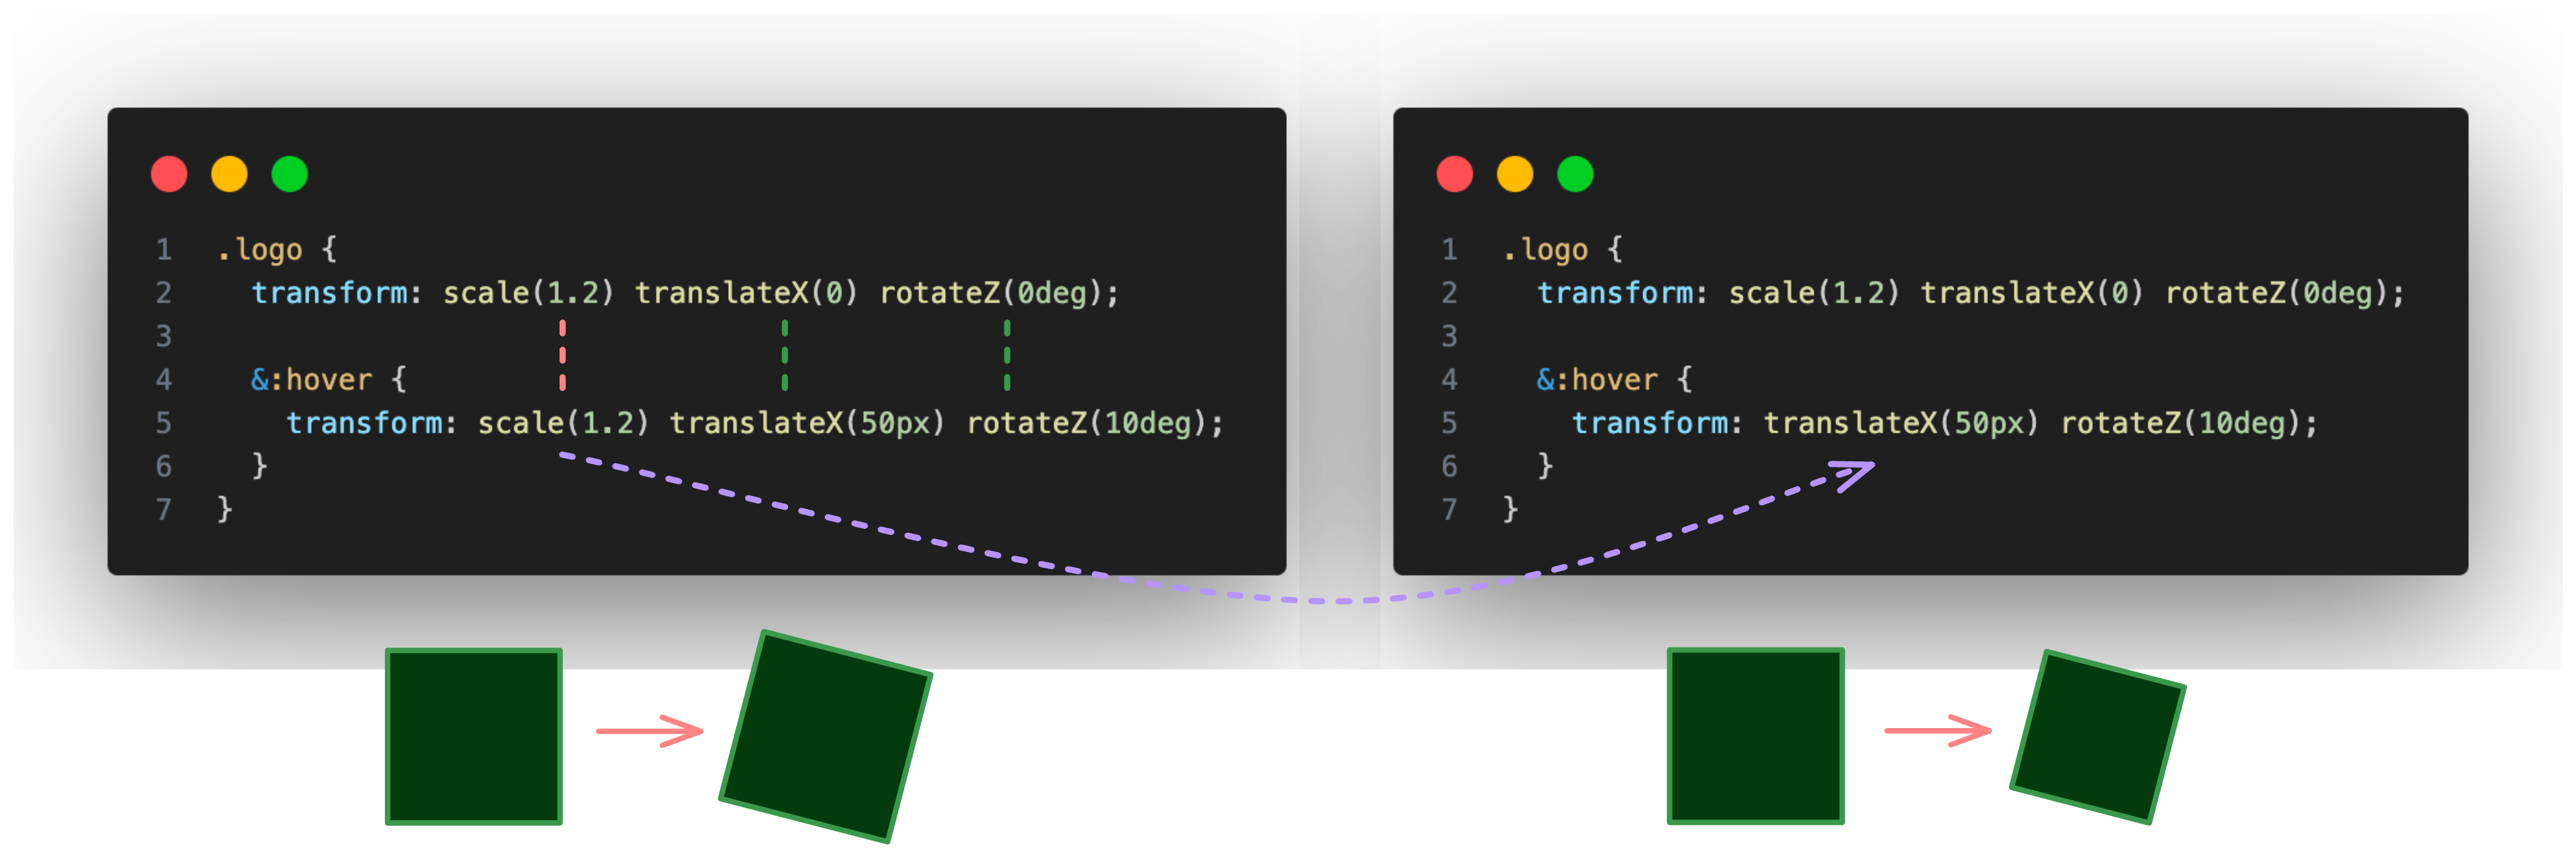 1 .logo {
2 transform: scale(1.2) translateX(0) rotateZ(0deg);
3
4 &:hover {
5 transform: scale(1.2) translateX(50px) rotateZ(10deg);
6 }
7 }
1 .logo {
2 transform: scale(1.2) translateX(0) rotateZ(0deg);
3
4 &:hover {
5 transform: translateX(50px) rotateZ(10deg);
6 }
7 }